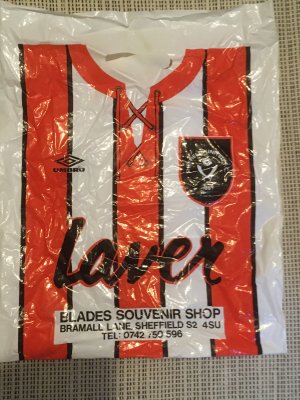 UMBRO
Laver
BLADES SOUVENIR SHOP
BRAMALL LANE, SHEFFIELD S2 4SU
TEL: 0742 750 596